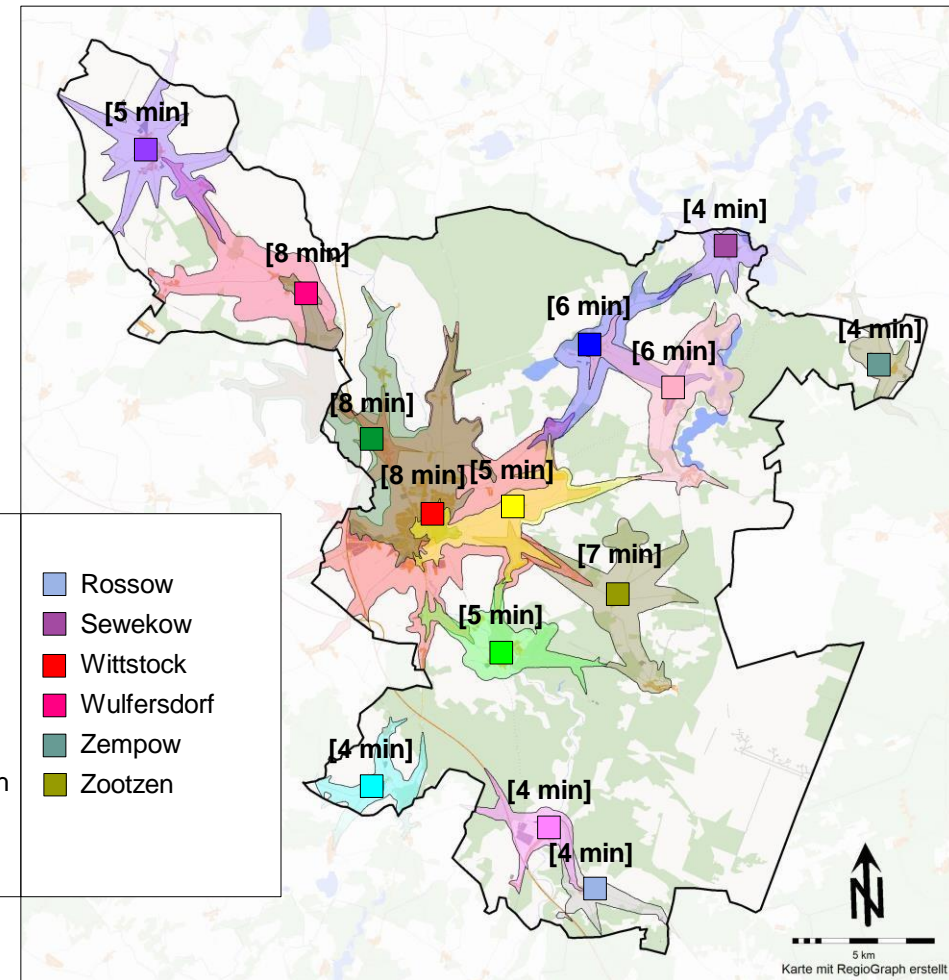 [5 min]
[4 min]
[8 min]
[6 min]
[4 min]
[6 min]
[8 min]
[8 min]
[5 min]
[7 min]
[5 min]
[4 min]
[4 min]
[4 min]
Rossow
Sewekow
Wittstock
Wulfersdorf
Zempow
n
Zootzen
N
5 km
Karte mit RegioGraph erstellt